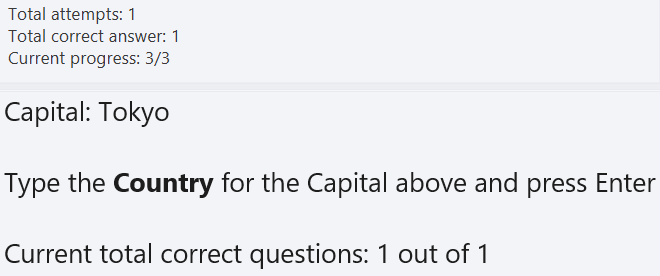 Total attempts: 1
Total correct answer: 1
Current progress: 3/3
Capital: Tokyo
Type the Country for the Capital above and press Enter
Current total correct questions: 1 out of 1